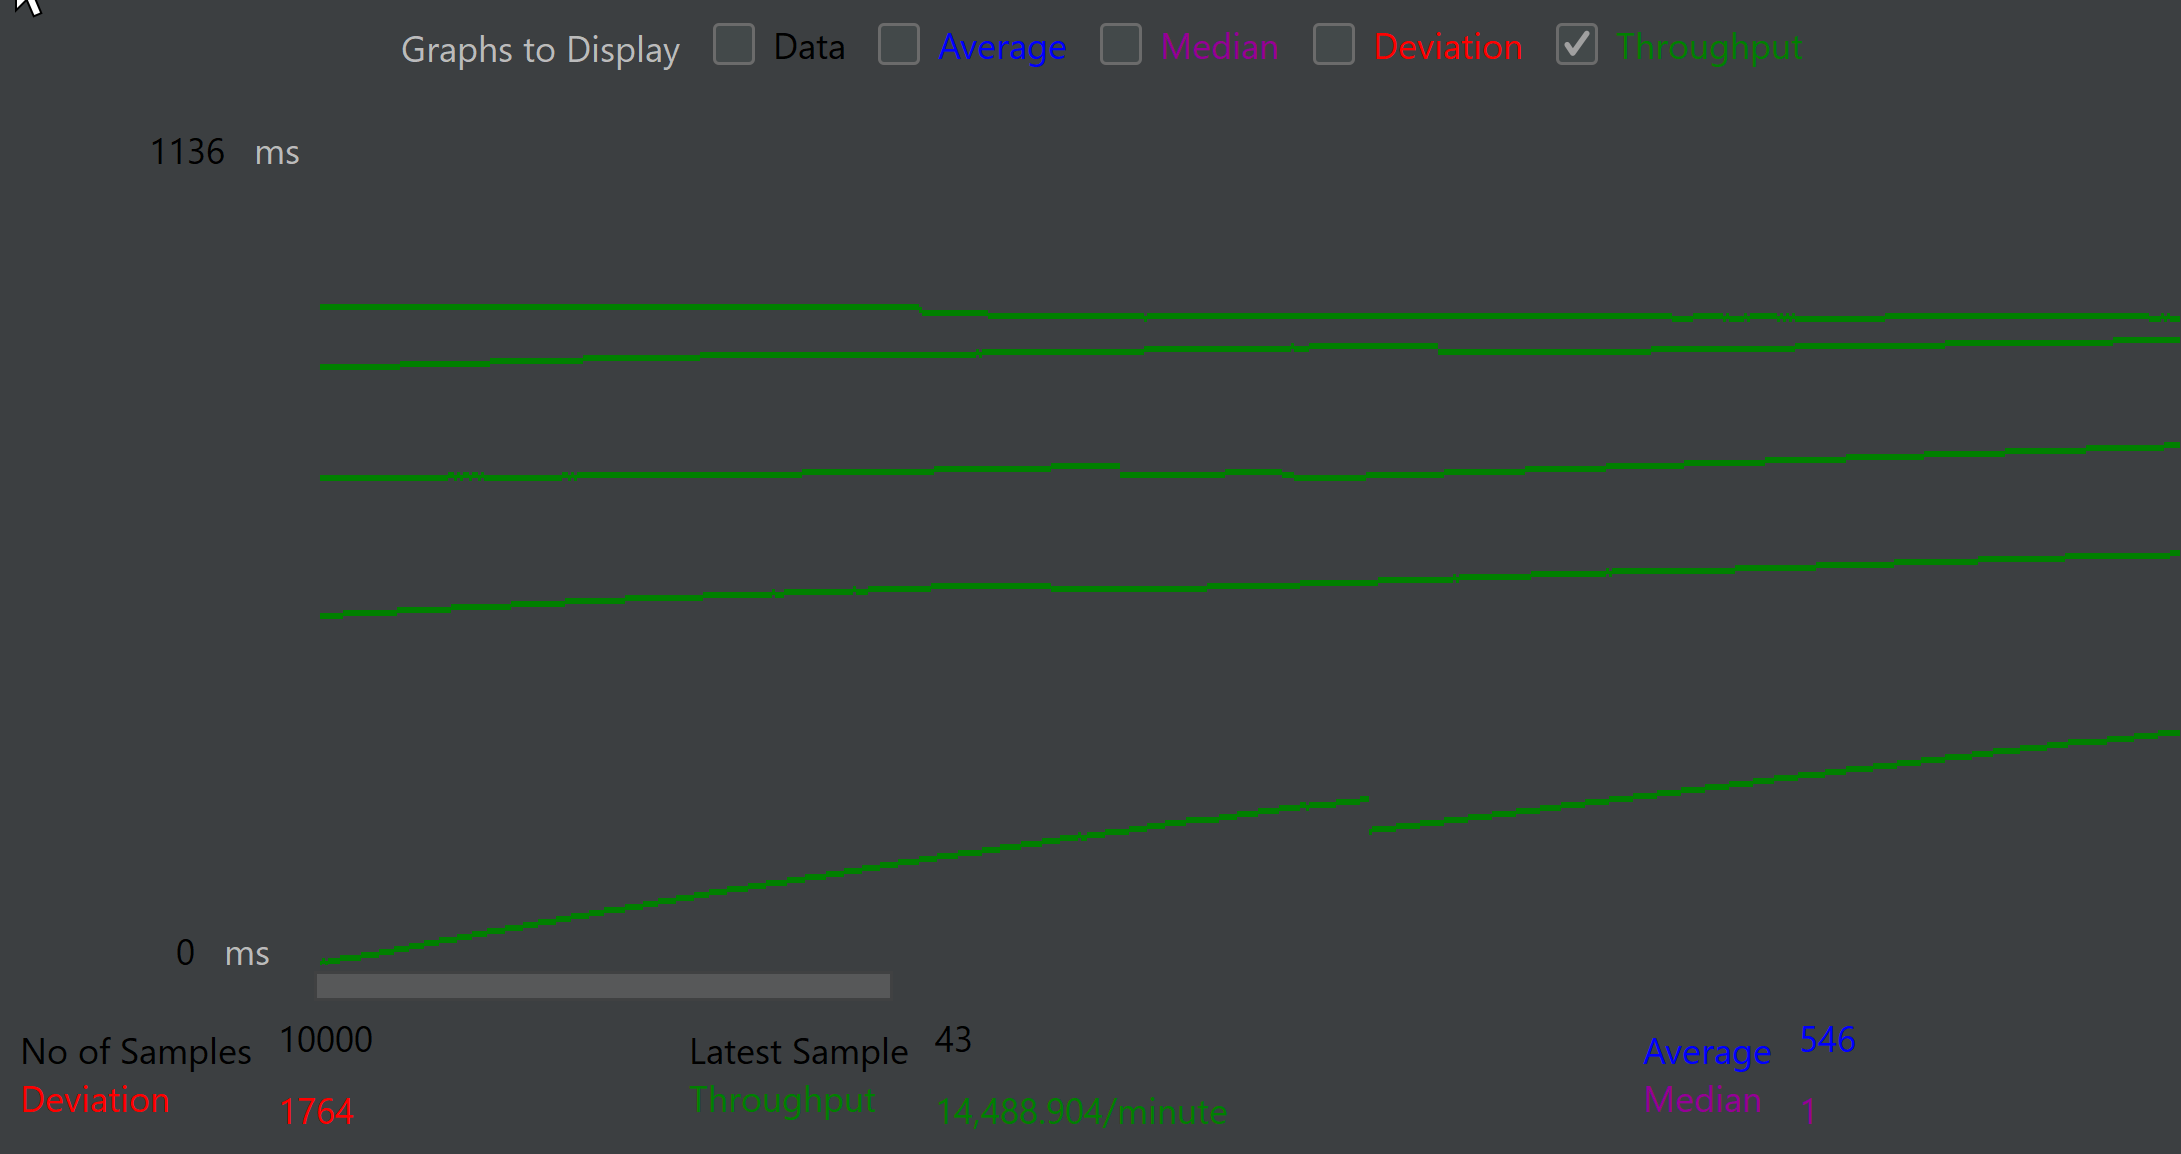 Graphs to Display Data Average Median Deviation Throughput
1136 ms
0 ms
No of Samples 10000 Latest Sample 43 Average 546
Deviation 1764 Throughput 14,488.904/minute Median 1